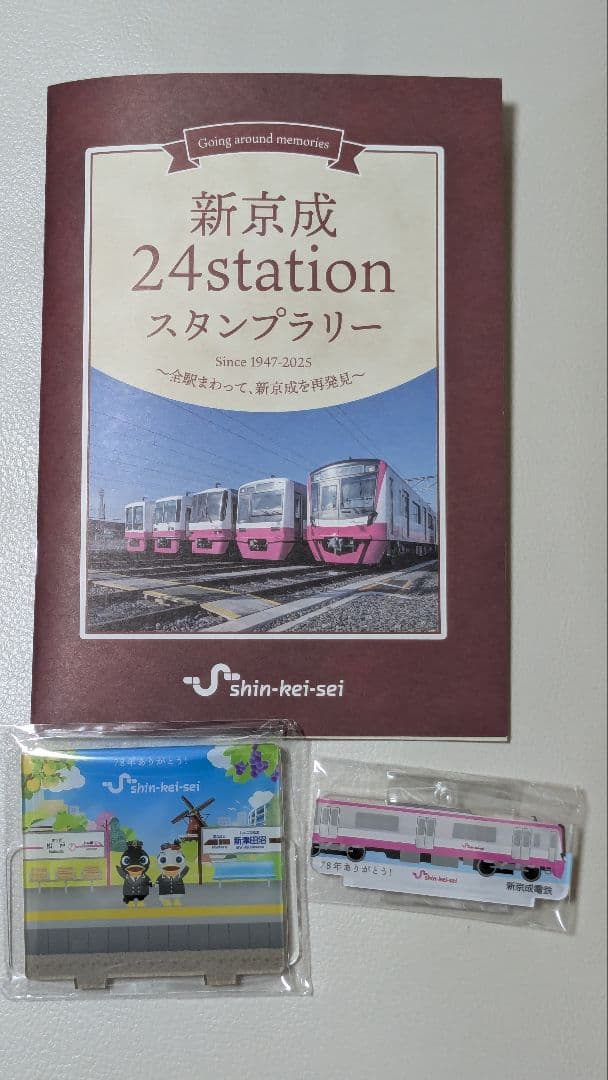 Going around memories
新京成
24station
スタンプラリー
Since 1947-2025
～全駅まわって、新京成を再発見～
shin-kei-sei
78年ありがとう!
shin-kei-sei
松戸
新津田沼
78年ありがとう!
shin-kei-sei
新京成電鉄